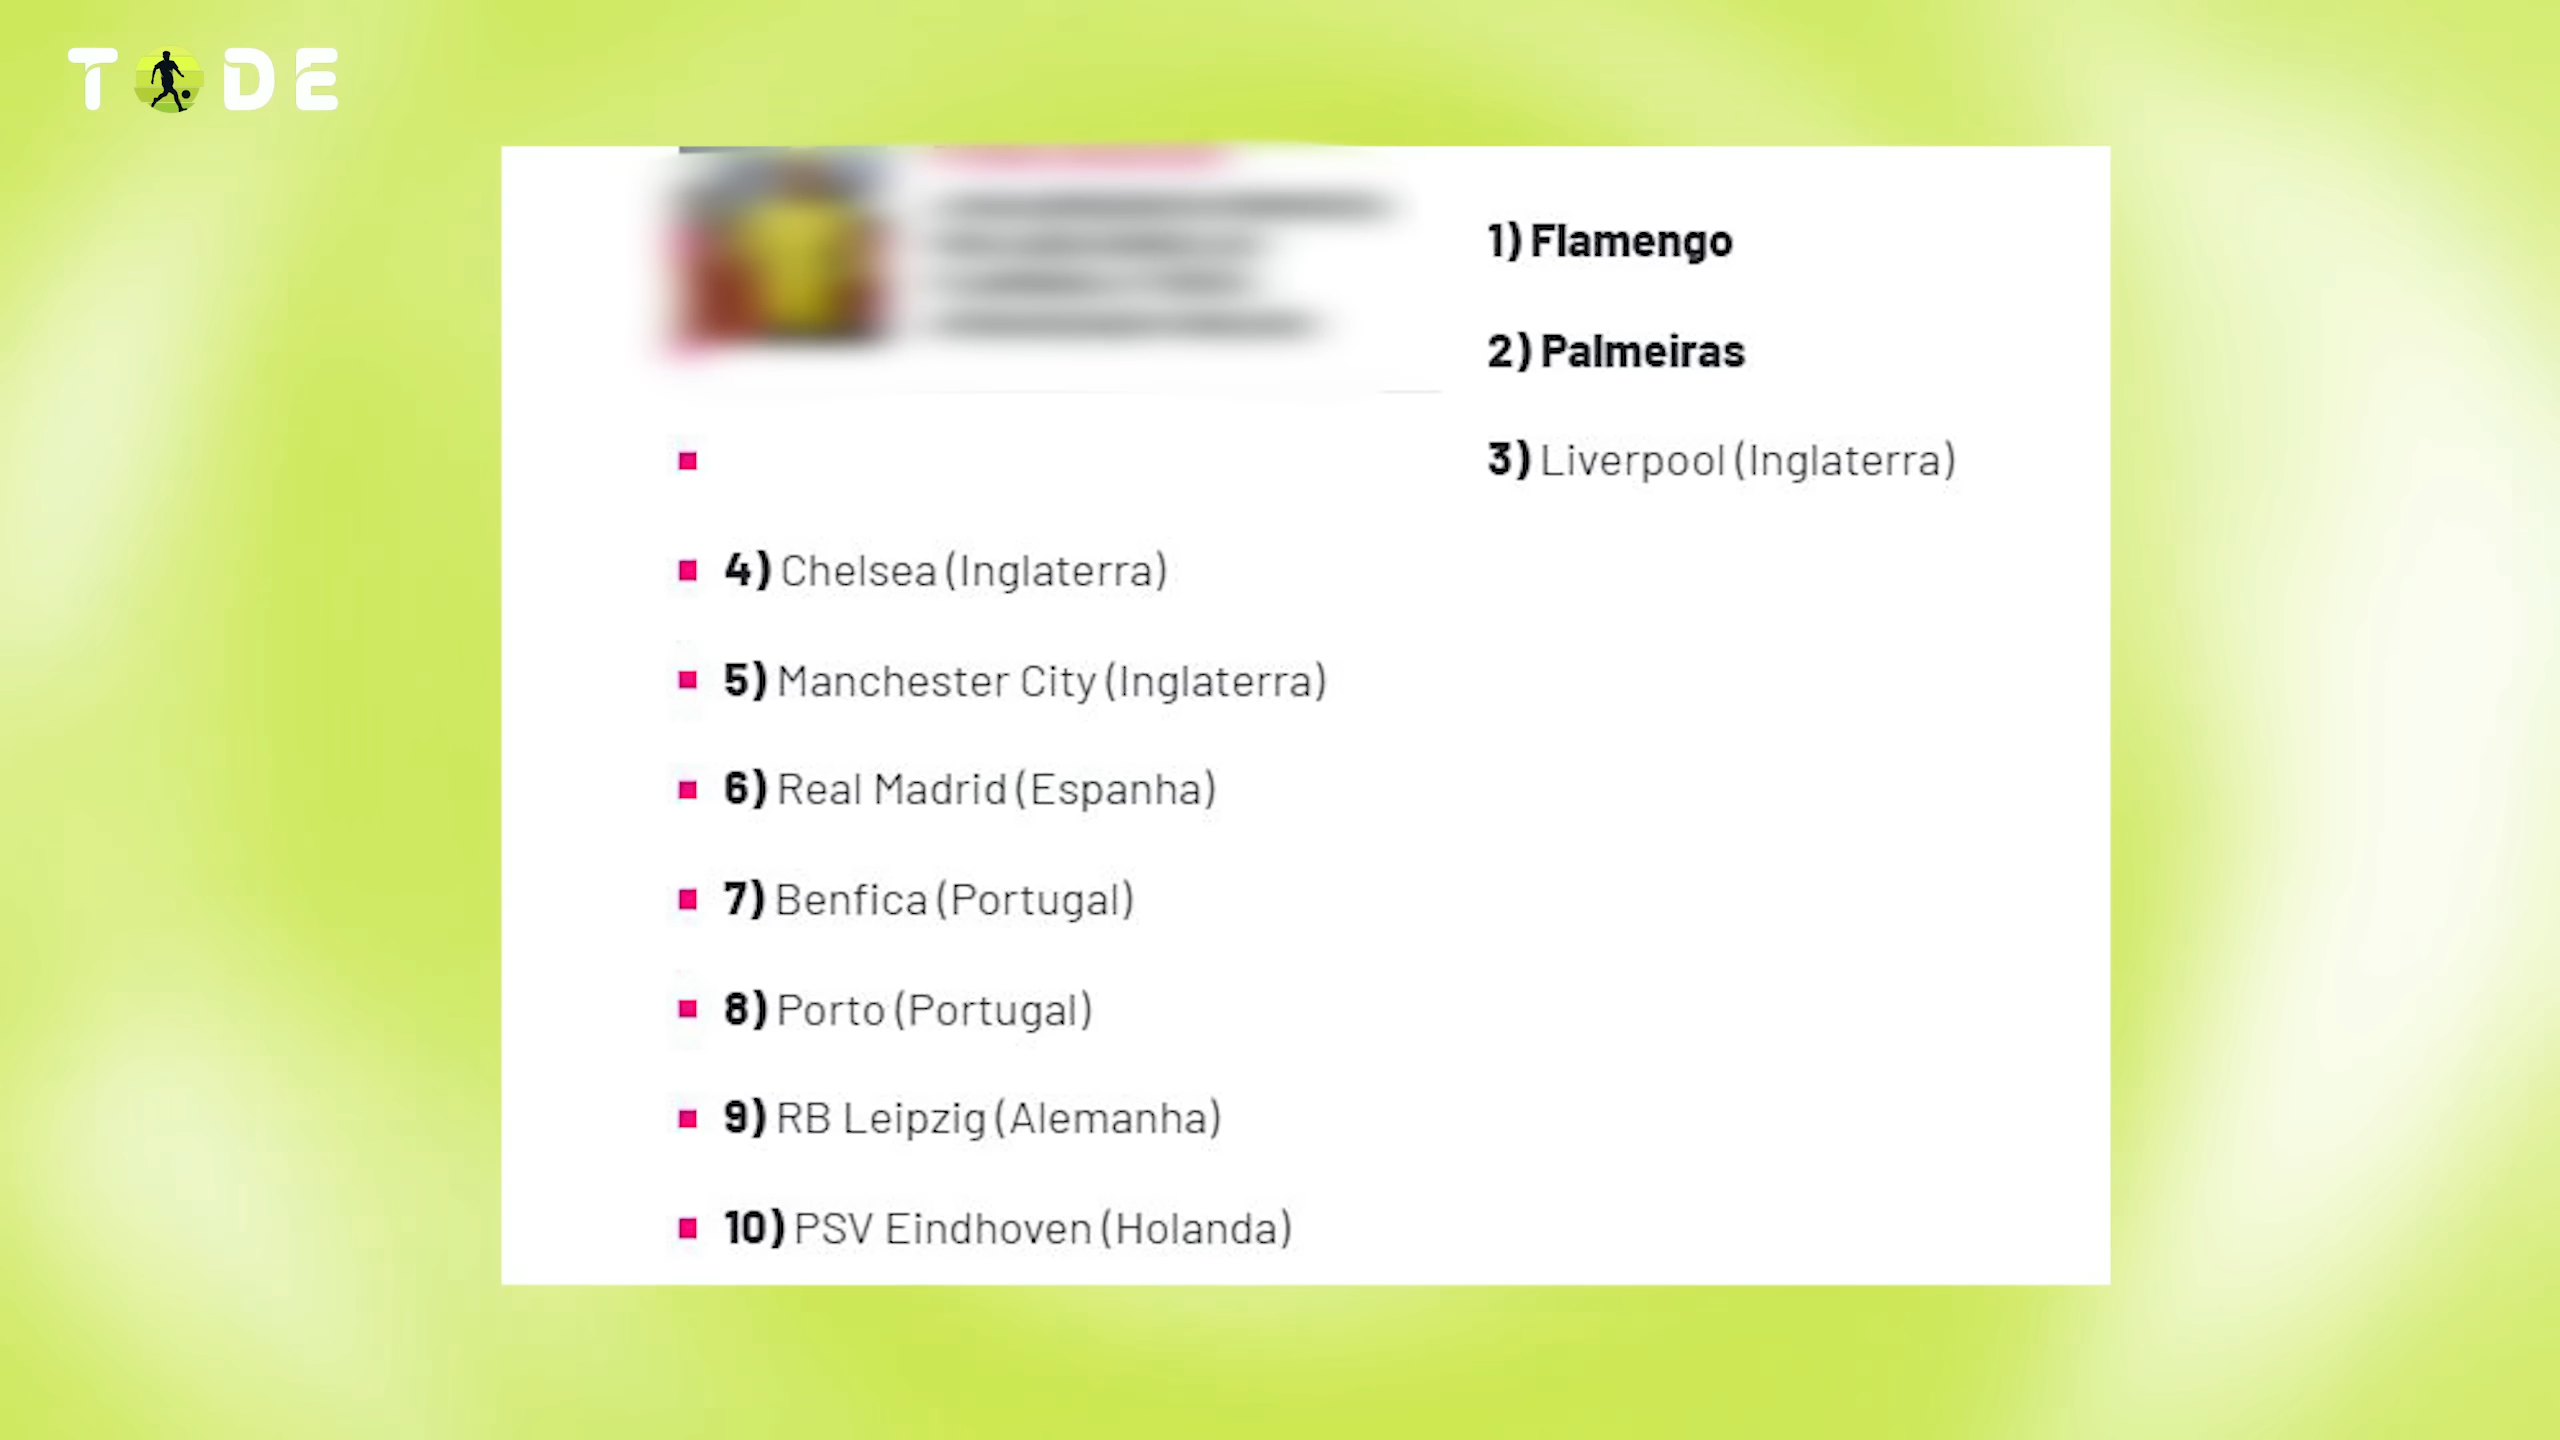 TODE
1) Flamengo
2) Palmeiras
3) Liverpool (Inglaterra)
4) Chelsea (Inglaterra)
5) Manchester City (Inglaterra)
6) Real Madrid (Espanha)
7) Benfica (Portugal)
8) Porto (Portugal)
9) RB Leipzig (Alemanha)
10) PSV Eindhoven (Holanda)